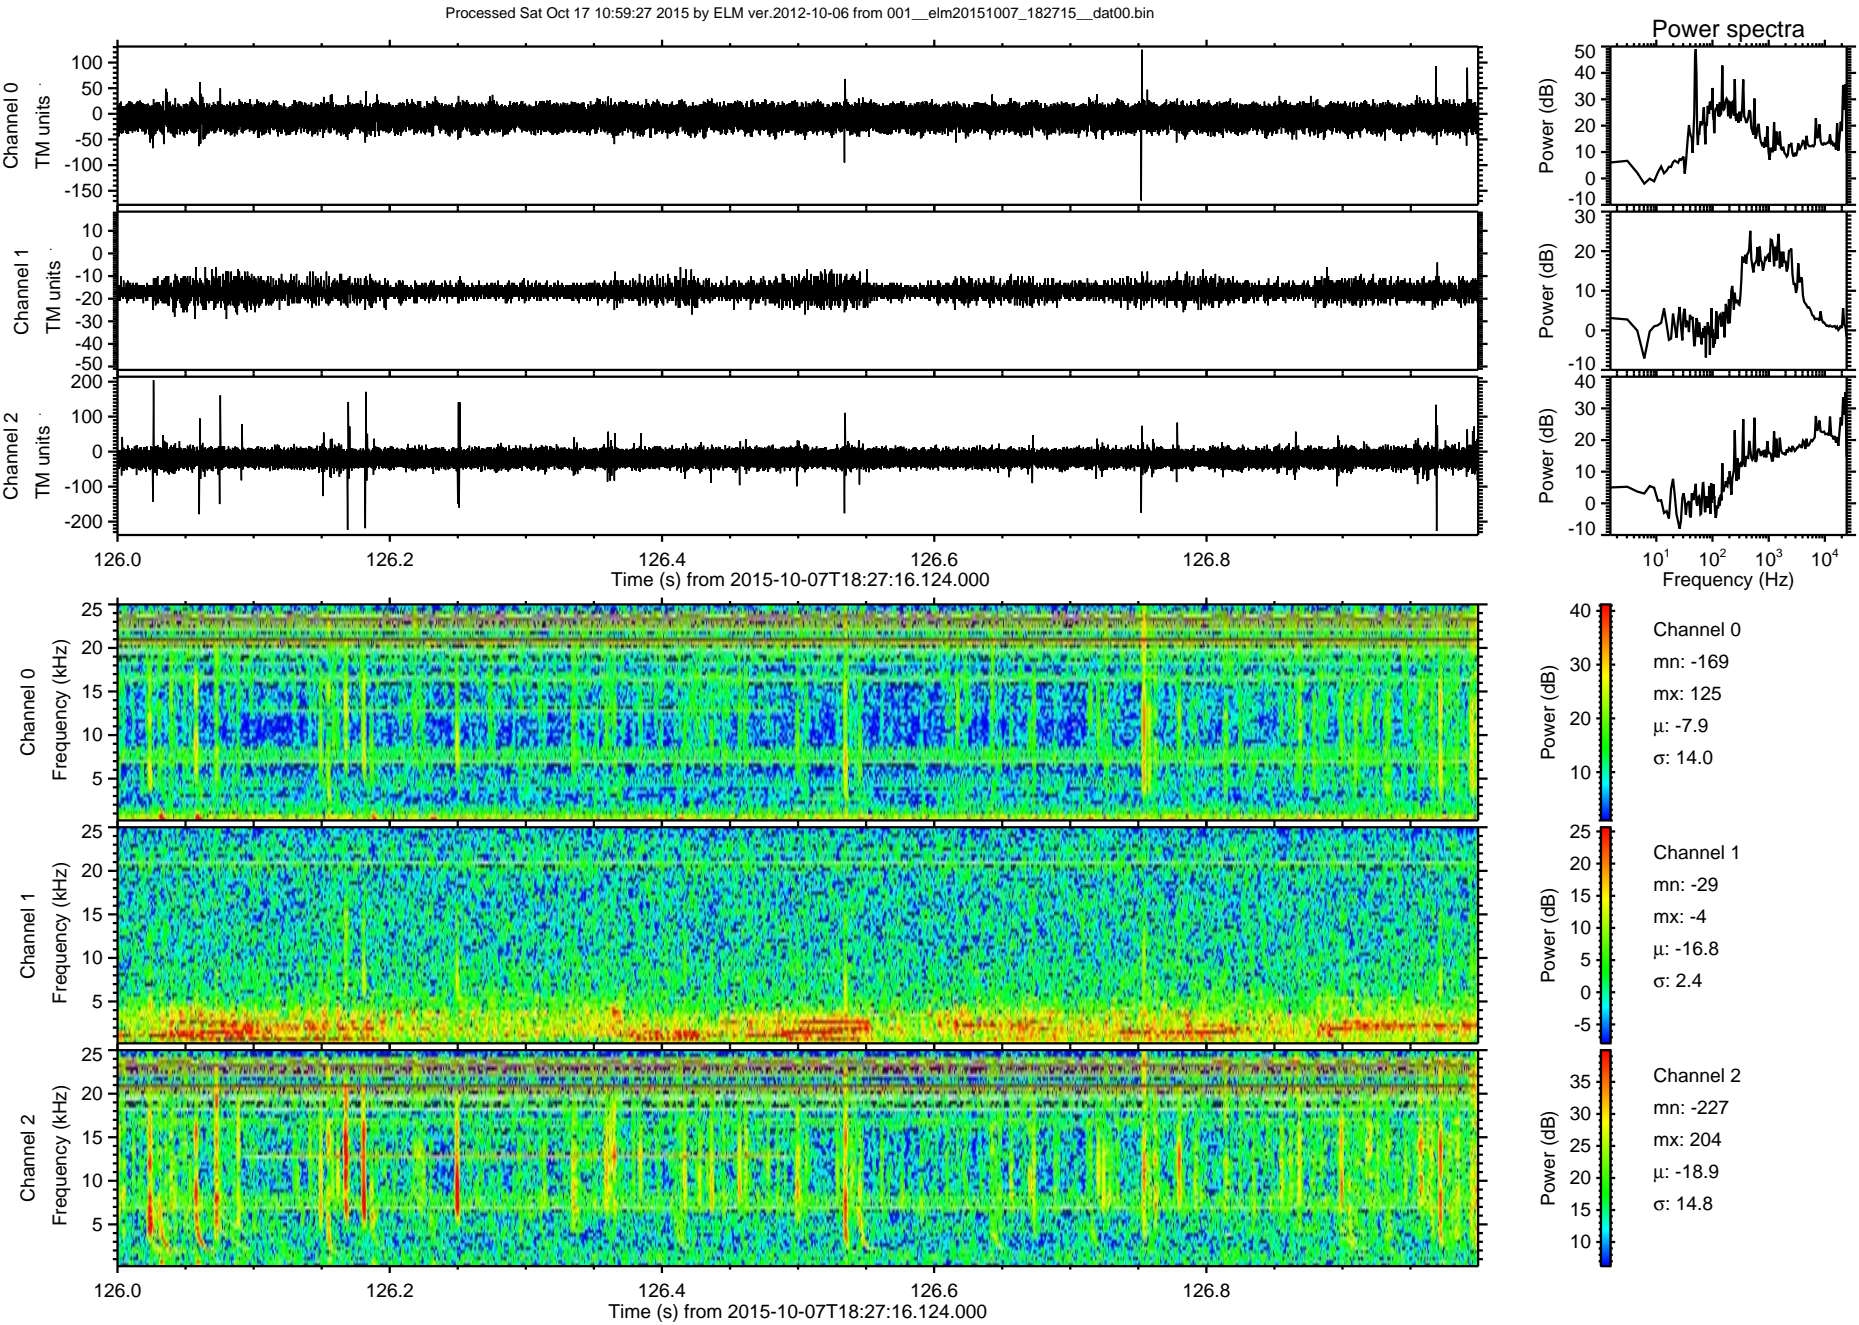 Processed Sat Oct 17 10:59:27 2015 by ELM ver.2012-10-06 from 001__elm20151007_182715__dat00.bin
Power spectra
Channel 0
TM units
100
50
0
-50
-100
-150
Power (dB)
50
40
30
20
10
0
-10
Channel 1
TM units
10
0
-10
-20
-30
-40
-50
Power (dB)
30
20
10
0
-10
Channel 2
TM units
200
100
0
-100
-200
Power (dB)
40
30
20
10
0
-10
126.0 126.2 126.4 126.6 126.8
Time (s) from 2015-10-07T18:27:16.124.000
10^1 10^2 10^3 10^4
Frequency (Hz)
Channel 0
Frequency (kHz)
25
20
15
10
5
Power (dB)
40
30
20
10
Channel 0
mn: -169
mx: 125
μ: -7.9
σ: 14.0
Channel 1
Frequency (kHz)
25
20
15
10
5
Power (dB)
25
20
15
10
5
0
-5
Channel 1
mn: -29
mx: -4
μ: -16.8
σ: 2.4
Channel 2
Frequency (kHz)
25
20
15
10
5
Power (dB)
35
30
25
20
15
10
Channel 2
mn: -227
mx: 204
μ: -18.9
σ: 14.8
126.0 126.2 126.4 126.6 126.8
Time (s) from 2015-10-07T18:27:16.124.000